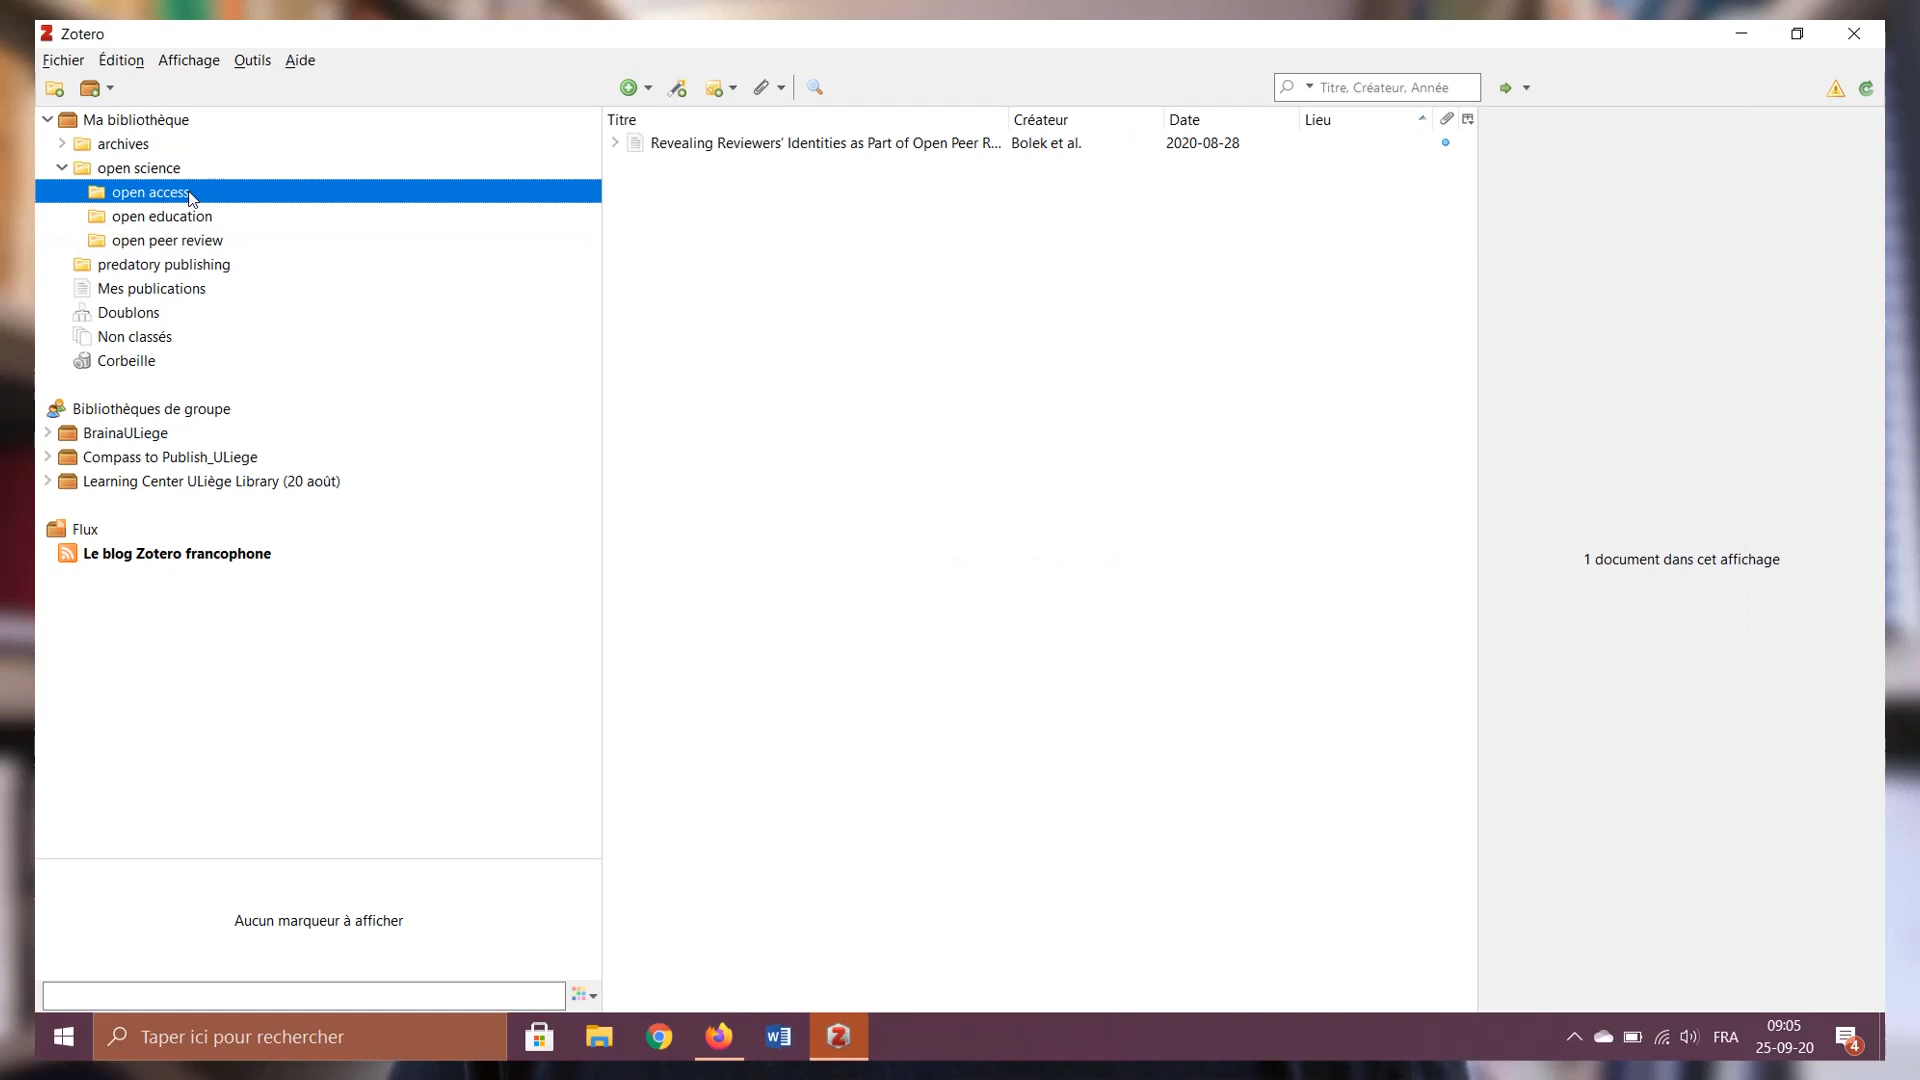 Zotero
Fichier Édition Affichage Outils Aide
Titre, Créateur, Année
Ma bibliothèque
archives
open science
open access
open education
open peer review
predatory publishing
Mes publications
Doublons
Non classés
Corbeille
Bibliothèques de groupe
BrainaULiege
Compass to Publish_ULiege
Learning Center ULiège Library (20 août)
Flux
Le blog Zotero francophone
Aucun marqueur à afficher
Titre Créateur Date Lieu
Revealing Reviewers’ Identities as Part of Open Peer R... Bolek et al. 2020-08-28
1 document dans cet affichage
Taper ici pour rechercher
FRA
09:05
25-09-20
4